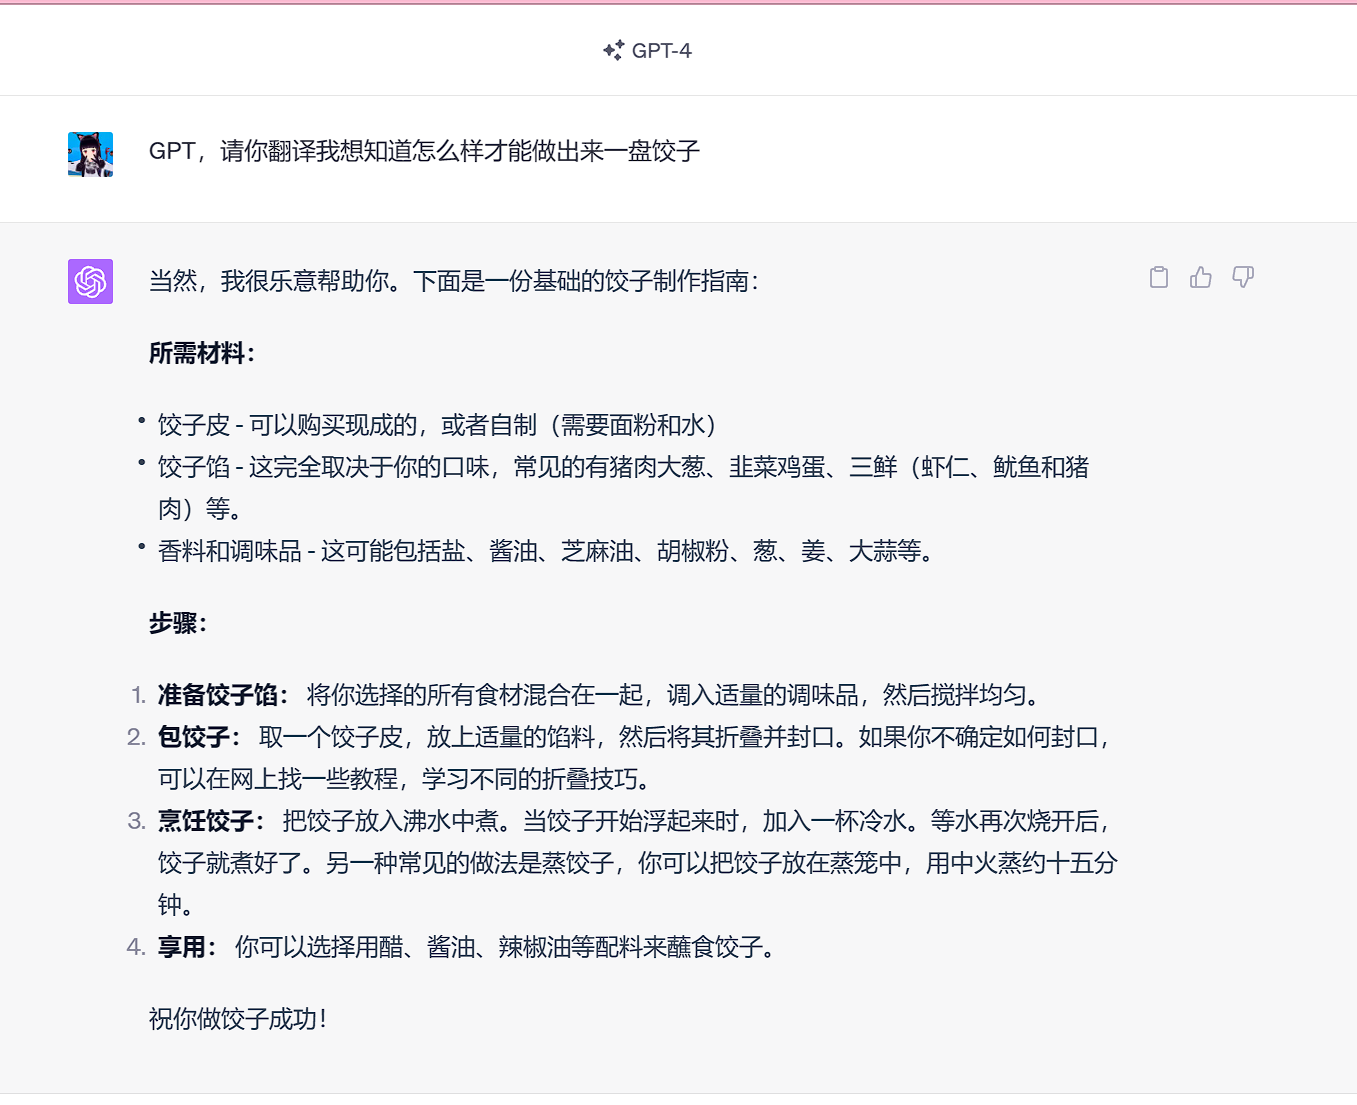 GPT-4
GPT，请你翻译我想知道怎么样才能做出来一盘饺子
当然，我很乐意帮助你。下面是一份基础的饺子制作指南：
所需材料：
• 饺子皮 - 可以购买现成的，或者自制（需要面粉和水）
• 饺子馅 - 这完全取决于你的口味，常见的有猪肉大葱、韭菜鸡蛋、三鲜（虾仁、鱿鱼和猪
肉）等。
• 香料和调味品 - 这可能包括盐、酱油、芝麻油、胡椒粉、葱、姜、大蒜等。
步骤：
1. 准备饺子馅： 将你选择的所有食材混合在一起，调入适量的调味品，然后搅拌均匀。
2. 包饺子： 取一个饺子皮，放上适量的馅料，然后将其折叠并封口。如果你不确定如何封口，
可以在网上找一些教程，学习不同的折叠技巧。
3. 烹饪饺子： 把饺子放入沸水中煮。当饺子开始浮起来时，加入一杯冷水。等水再次烧开后，
饺子就煮好了。另一种常见的做法是蒸饺子，你可以把饺子放在蒸笼中，用中火蒸约十五分
钟。
4. 享用： 你可以选择用醋、酱油、辣椒油等配料来蘸食饺子。
祝你做饺子成功！